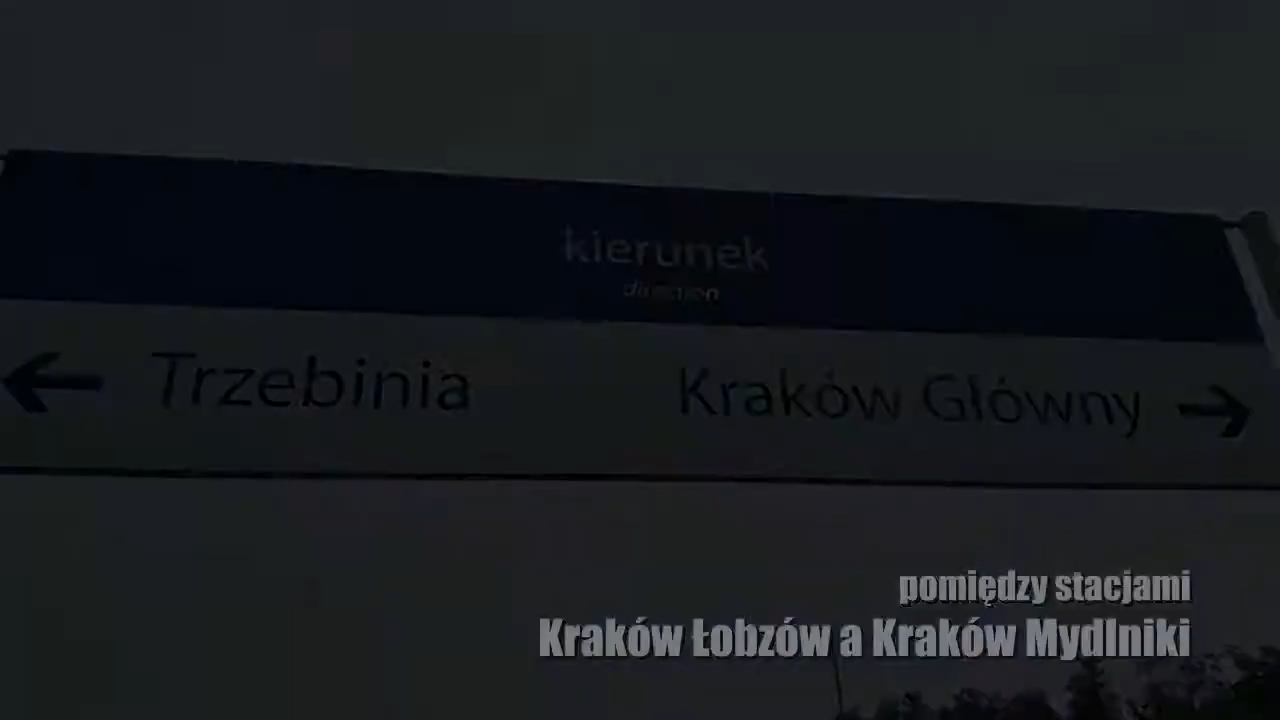 kierunek
direction
← Trzebinia Kraków Główny →
pomiędzy stacjami
Kraków Łobzów a Kraków Mydlniki